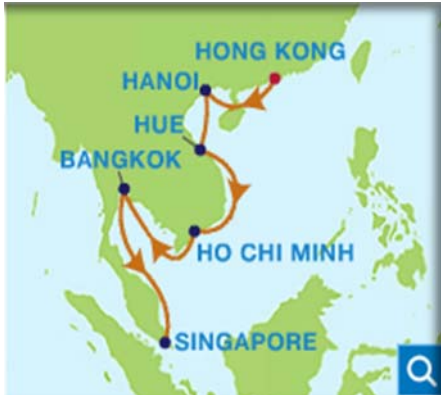 HONG KONG
HANOI
HUE
BANGKOK
HO CHI MINH
SINGAPORE